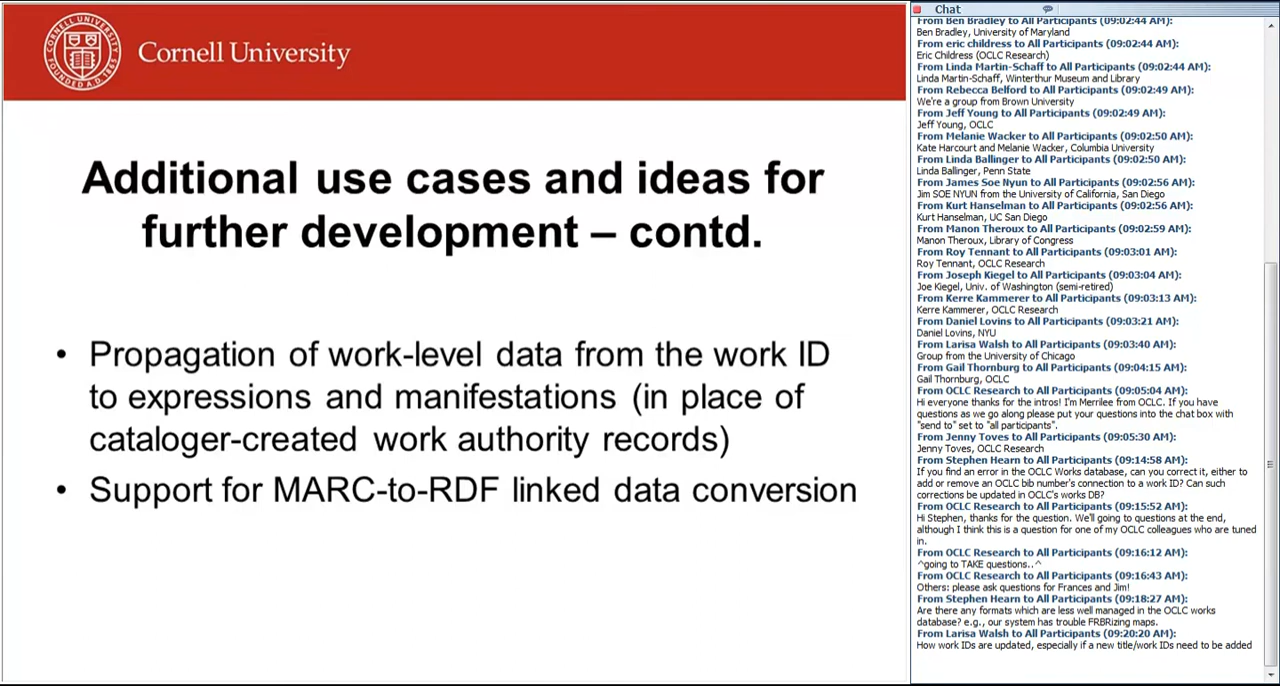 Cornell University
Additional use cases and ideas for
further development – contd.
• Propagation of work-level data from the work ID
to expressions and manifestations (in place of
cataloger-created work authority records)
• Support for MARC-to-RDF linked data conversion
Chat
From Ben Bradley to All Participants (09:02:44 AM):
Ben Bradley, University of Maryland
From eric childress to All Participants (09:02:44 AM):
Eric Childress (OCLC Research)
From Linda Martin-Schaff to All Participants (09:02:44 AM):
Linda Martin-Schaff, Winterthur Museum and Library
From Rebecca Belford to All Participants (09:02:49 AM):
We're a group from Brown University
From Jeff Young to All Participants (09:02:49 AM):
Jeff Young, OCLC
From Melanie Wacker to All Participants (09:02:50 AM):
Kate Harcourt and Melanie Wacker, Columbia University
From Linda Ballinger to All Participants (09:02:50 AM):
Linda Ballinger, Penn State
From James Soe Nyun to All Participants (09:02:56 AM):
Jim SOE NYUN from the University of California, San Diego
From Kurt Hanselman to All Participants (09:02:56 AM):
Kurt Hanselman, UC San Diego
From Manon Theroux to All Participants (09:02:59 AM):
Manon Theroux, Library of Congress
From Roy Tennant to All Participants (09:03:01 AM):
Roy Tennant, OCLC Research
From Joseph Kiegel to All Participants (09:03:04 AM):
Joe Kiegel, Univ. of Washington (semi-retired)
From Kerre Kammerer to All Participants (09:03:13 AM):
Kerre Kammerer, OCLC Research
From Daniel Lovins to All Participants (09:03:21 AM):
Daniel Lovins, NYU
From Larisa Walsh to All Participants (09:03:40 AM):
Group from the University of Chicago
From Gail Thornburg to All Participants (09:04:15 AM):
Gail Thornburg, OCLC
From OCLC Research to All Participants (09:05:04 AM):
Hi everyone thanks for the intros! I'm Merrilee from OCLC. If you have
questions as we go along please put your questions into the chat box with
"send to" set to "all participants".
From Jenny Toves to All Participants (09:05:30 AM):
Jenny Toves, OCLC Research
From Stephen Hearn to All Participants (09:14:58 AM):
If you find an error in the OCLC Works database, can you correct it, either to
add or remove an OCLC bib number's connection to a work ID? Can such
corrections be updated in OCLC's works DB?
From OCLC Research to All Participants (09:15:52 AM):
Hi Stephen, thanks for the question. We'll going to questions at the end,
although I think this is a question for one of my OCLC colleagues who are tuned
in.
From OCLC Research to All Participants (09:16:12 AM):
^going to TAKE questions..^
From OCLC Research to All Participants (09:16:43 AM):
Others: please ask questions for Frances and Jim!
From Stephen Hearn to All Participants (09:18:27 AM):
Are there any formats which are less well managed in the OCLC works
database? e.g., our system has trouble FRBRizing maps.
From Larisa Walsh to All Participants (09:20:20 AM):
How work IDs are updated, especially if a new title/work IDs need to be added